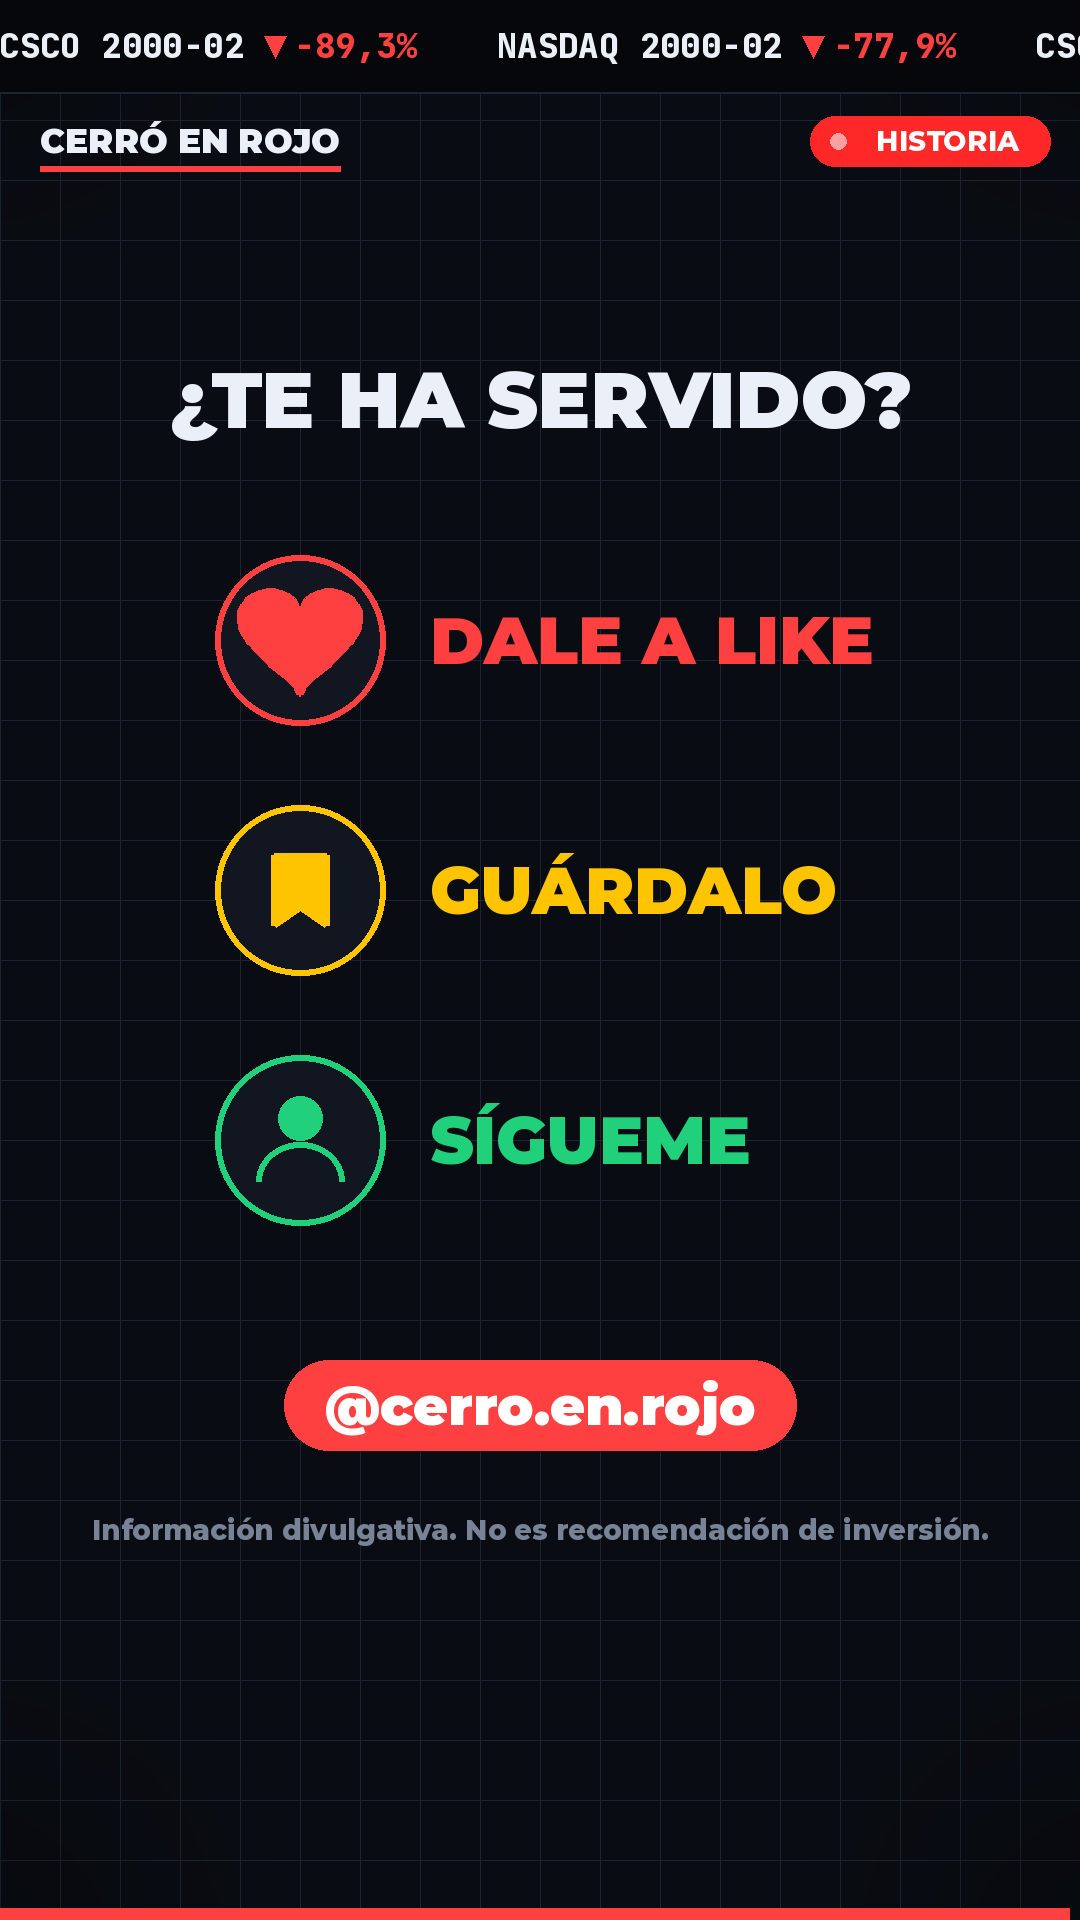 CSCO 2000-02 ▼-89,3% NASDAQ 2000-02 ▼-77,9%
CERRÓ EN ROJO
HISTORIA
¿TE HA SERVIDO?
DALE A LIKE
GUÁRDALO
SÍGUEME
@cerro.en.rojo
Información divulgativa. No es recomendación de inversión.